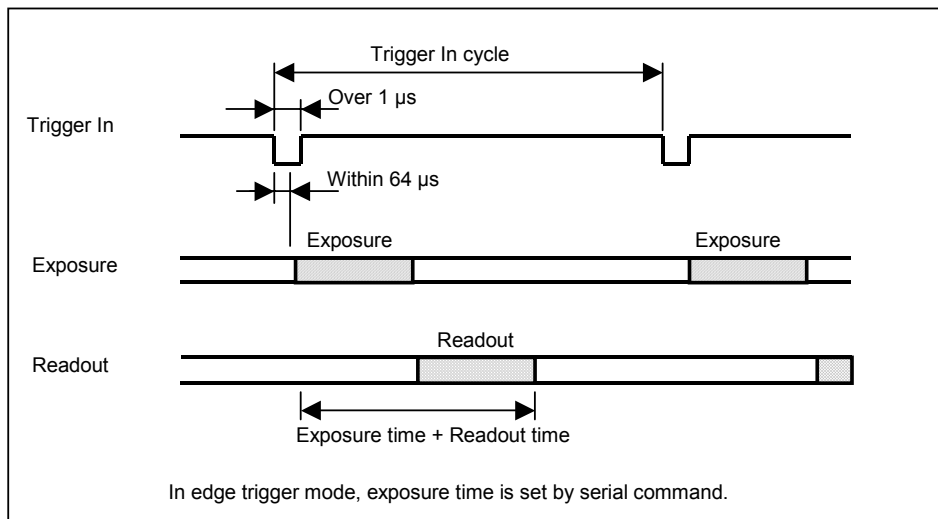 Trigger In cycle
Over 1 µs
Trigger In
Within 64 µs
Exposure
Exposure
Exposure
Readout
Readout
Exposure time + Readout time
In edge trigger mode, exposure time is set by serial command.